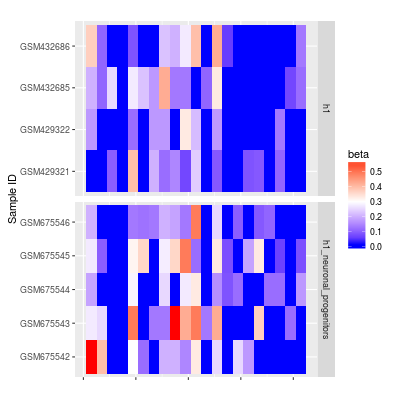 Sample ID
GSM432686
GSM432685
GSM429322
GSM429321
h1
GSM675546
GSM675545
GSM675544
GSM675543
GSM675542
h1_neuronal_progenitors
beta
0.5
0.4
0.3
0.2
0.1
0.0